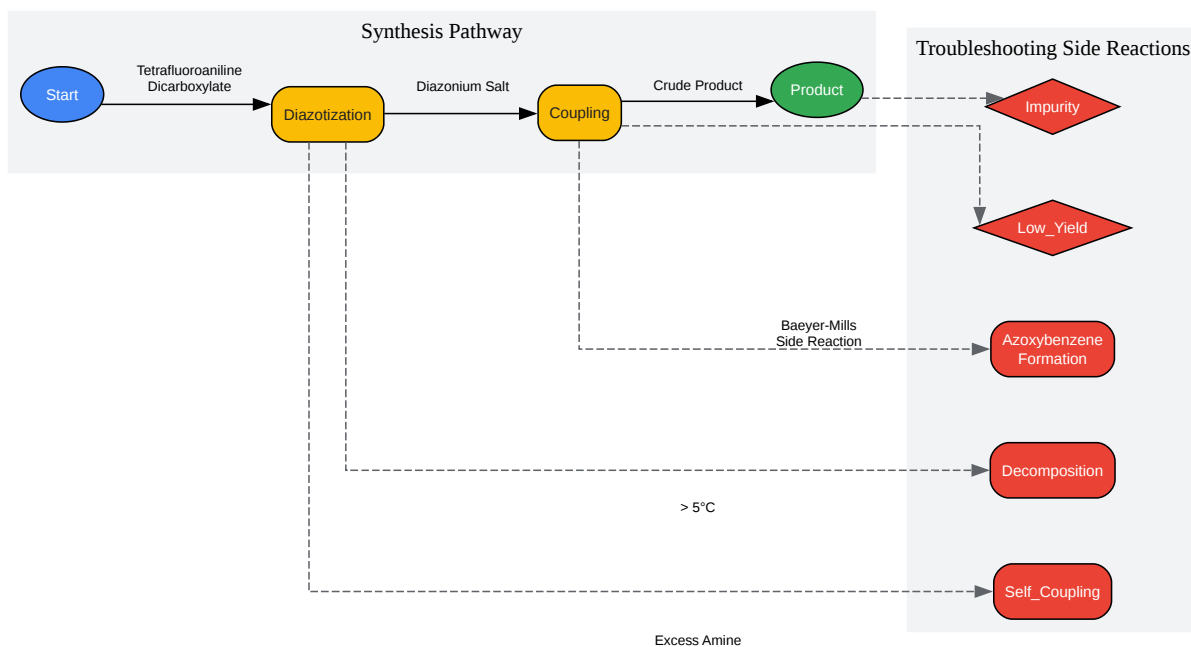 Synthesis Pathway
Troubleshooting Side Reactions
Start
Tetrafluoroaniline
Dicarboxylate
Diazotization
Diazonium Salt
Coupling
Crude Product
Product
Impurity
Low_Yield
Baeyer-Mills
Side Reaction
Azoxybenzene
Formation
Decomposition
> 5°C
Self_Coupling
Excess Amine